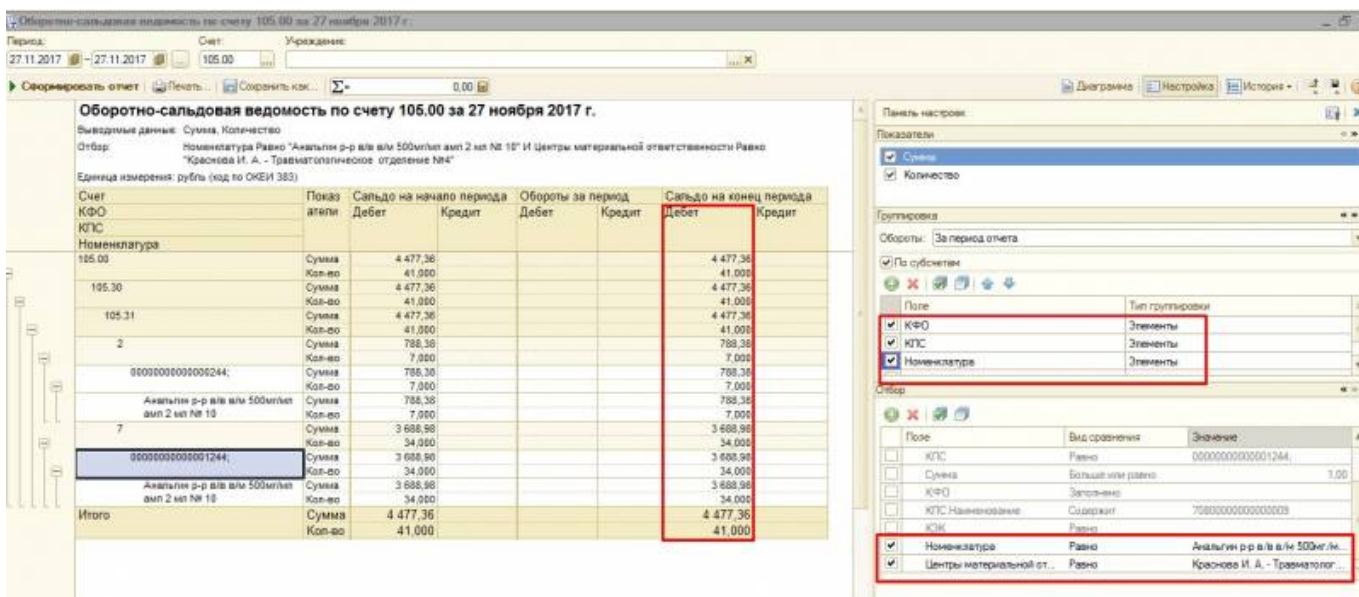 Оборотно-сальдовая ведомость по счету 105.00 за 27 ноября 2017 г.
Период: Счет: Учреждение:
27.11.2017 – 27.11.2017 ... 105.00 ... ... X
Сформировать отчет Печать... Сохранить как... Σ= 0,00 Диаграмма Настройка История
Оборотно-сальдовая ведомость по счету 105.00 за 27 ноября 2017 г.
Выводимые данные: Сумма, Количество
Отбор: Номенклатура Равно "Анальгин р-р в/в в/м 500мг/мл амп 2 мл № 10" И Центры материальной ответственности Равно
"Краснова И. А. - Травматологическое отделение №4"
Единица измерения: рубль (код по ОКЕИ 383)
Счет Показ Сальдо на начало периода Обороты за период Сальдо на конец периода
КФО атели Дебет Кредит Дебет Кредит Дебет Кредит
КПС
Номенклатура
105.00 Сумма 4 477,36 4 477,36
Кол-во 41,000 41,000
105.30 Сумма 4 477,36 4 477,36
Кол-во 41,000 41,000
105.31 Сумма 4 477,36 4 477,36
Кол-во 41,000 41,000
2 Сумма 788,38 788,38
Кол-во 7,000 7,000
00000000000000244; Сумма 788,38 788,38
Кол-во 7,000 7,000
Анальгин р-р в/в в/м 500мг/мл Сумма 788,38 788,38
амп 2 мл № 10 Кол-во 7,000 7,000
7 Сумма 3 688,98 3 688,98
Кол-во 34,000 34,000
00000000000001244; Сумма 3 688,98 3 688,98
Кол-во 34,000 34,000
Анальгин р-р в/в в/м 500мг/мл Сумма 3 688,98 3 688,98
амп 2 мл № 10 Кол-во 34,000 34,000
Итого Сумма 4 477,36 4 477,36
Кол-во 41,000 41,000
Панель настроек
Показатели
Сумма
Количество
Группировка
Обороты: За период отчета
По субсчетам
Поле Тип группировки
КФО Элементы
КПС Элементы
Номенклатура Элементы
Отбор
Поле Вид сравнения Значение
КПС Равно 00000000000001244;
Сумма Больше или равно 1,00
КФО Заполнено
КПС.Наименование Содержит 70800000000000009
КЭК Равно
Номенклатура Равно Анальгин р-р в/в в/м 500мг/м...
Центры материальной от... Равно Краснова И. А. - Травматолог...